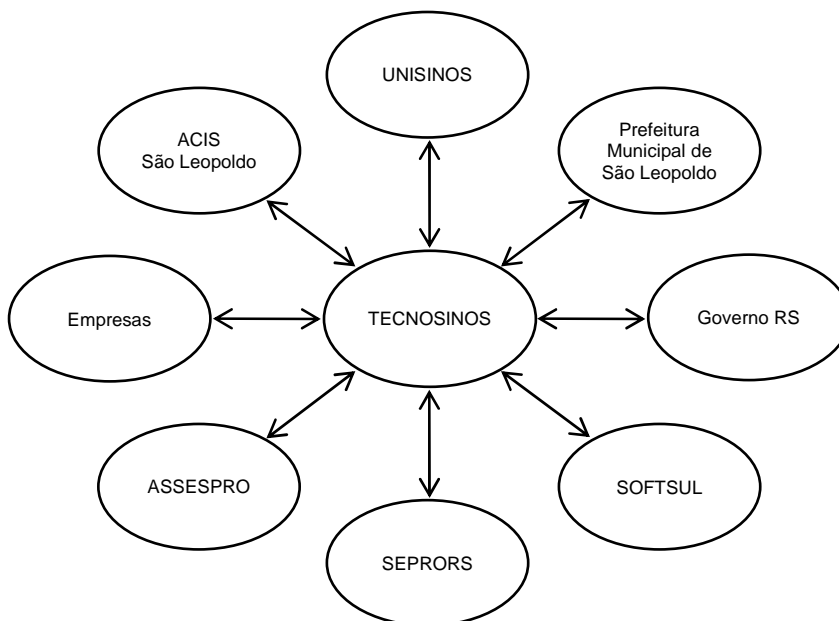 UNISINOS
ACIS
São Leopoldo
Prefeitura
Municipal de
São Leopoldo
Empresas
TECNOSINOS
Governo RS
ASSESPRO
SOFTSUL
SEPRORS